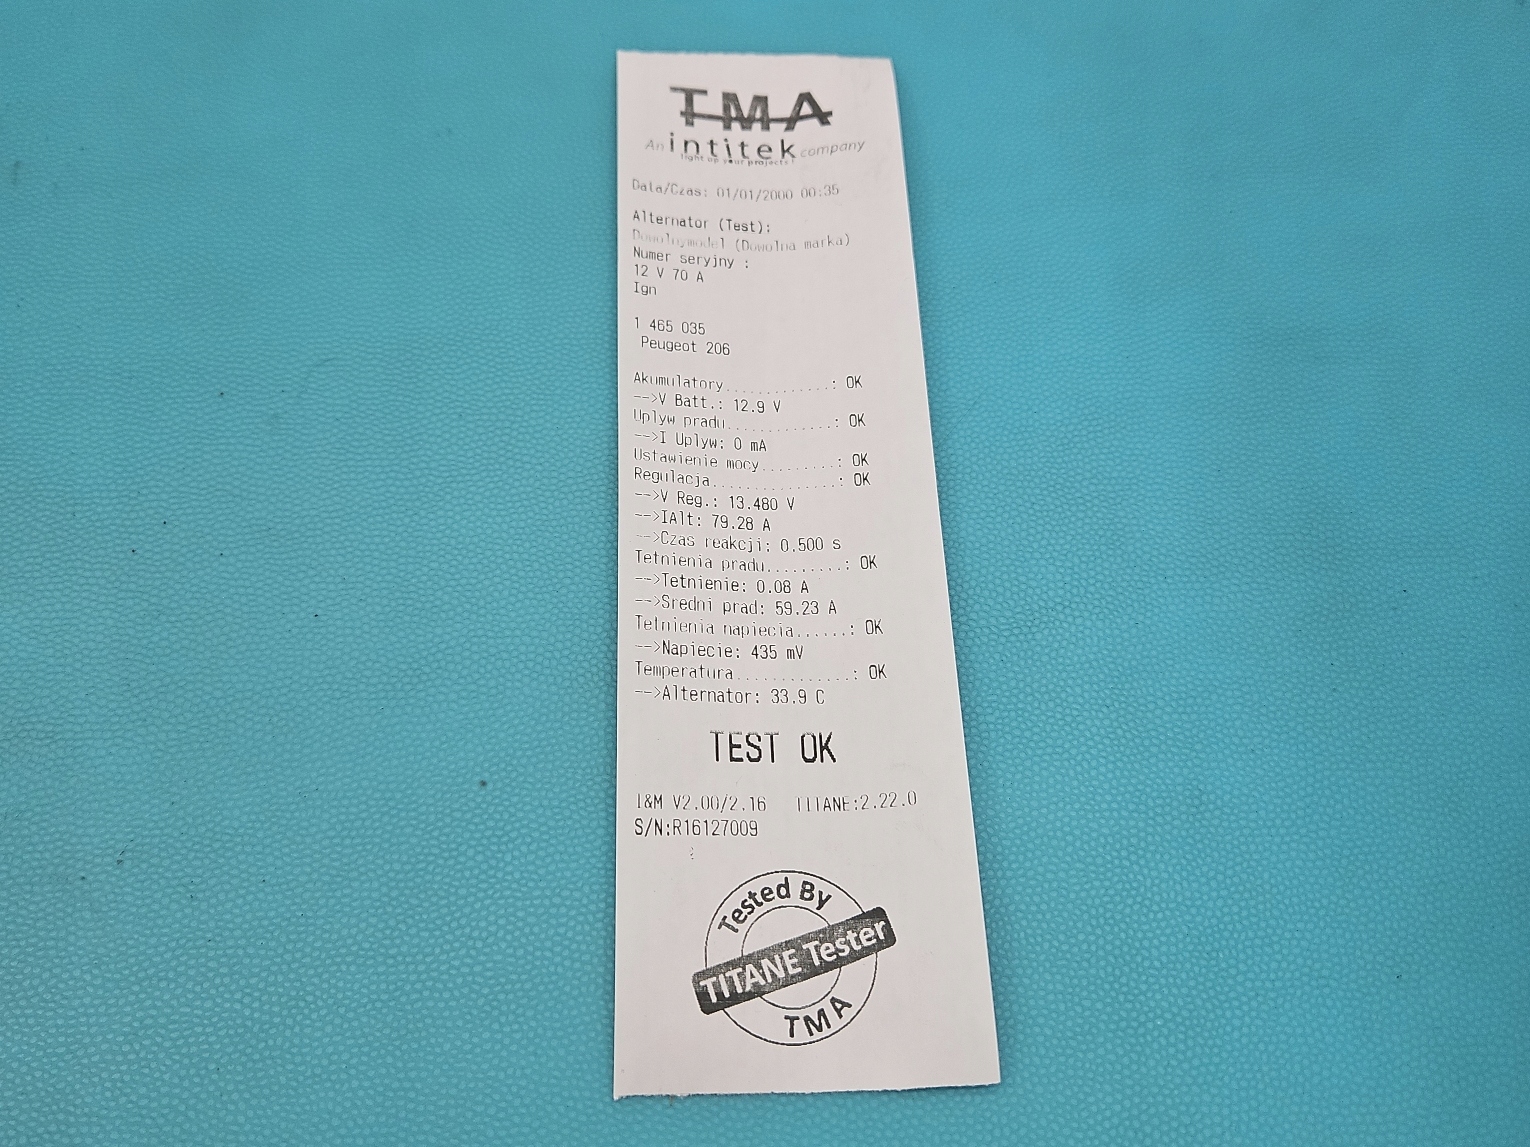 TMA
An intitek company
light up your projects!
Data/Czas: 01/01/2000 00:35
Alternator (Test):
Dowolny model (Dowolna marka)
Numer seryjny :
12 V 70 A
Ign
1 465 035
Peugeot 206
Akumulatory.............: OK
-->V Batt.: 12.9 V
Uplyw pradu.............: OK
-->I Uplyw: 0 mA
Ustawienie mocy.........: OK
Regulacja...............: OK
-->V Reg.: 13.480 V
-->IAlt: 79.28 A
-->Czas reakcji: 0.500 s
Tetnienia pradu.........: OK
-->Tetnienie: 0.08 A
-->Sredni prad: 59.23 A
Tetnienia napiecia......: OK
-->Napiecie: 435 mV
Temperatura.............: OK
-->Alternator: 33.9 C
TEST OK
I&M V2.00/2.16 TITANE:2.22.0
S/N:R16127009
Tested By
TITANE Tester
TMA